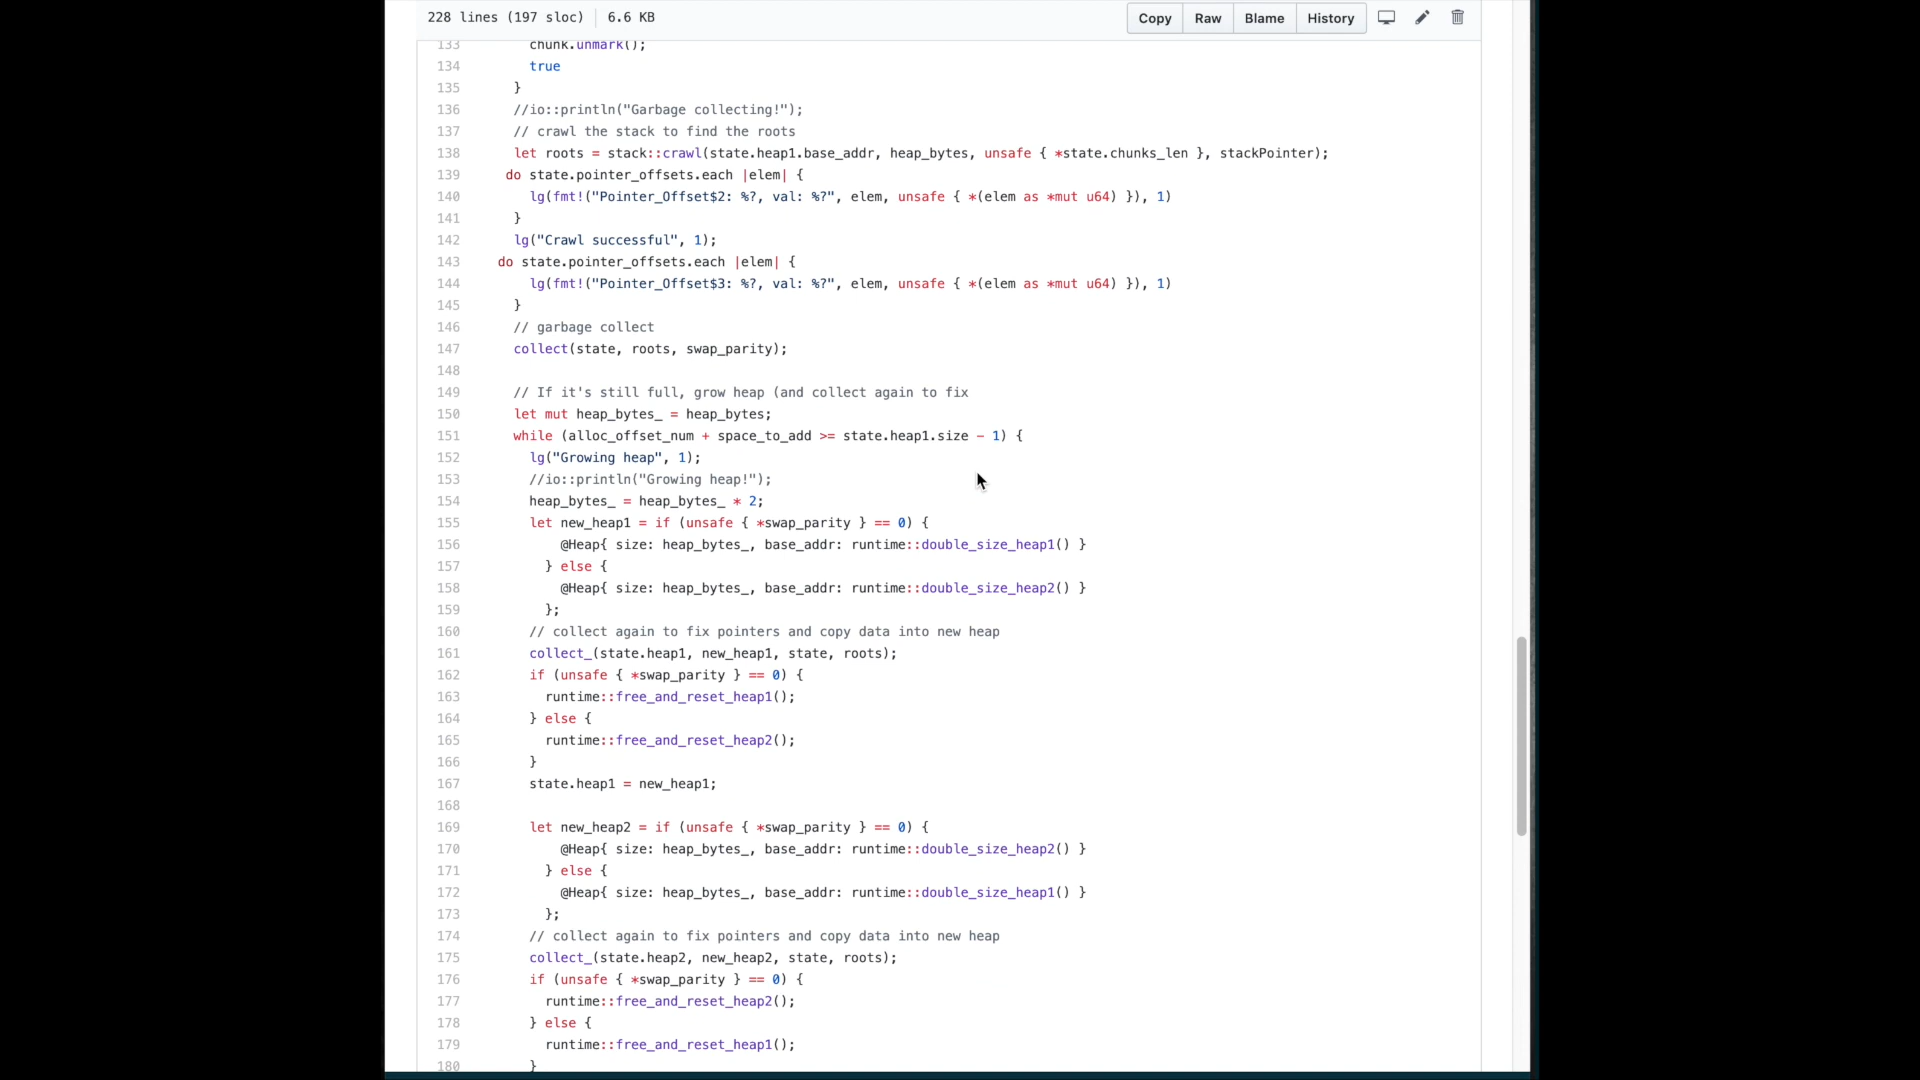 228 lines (197 sloc) 6.6 KB Copy Raw Blame History
133 chunk.unmark();
134 true
135 }
136 //io::println("Garbage collecting!");
137 // crawl the stack to find the roots
138 let roots = stack::crawl(state.heap1.base_addr, heap_bytes, unsafe { *state.chunks_len }, stackPointer);
139 do state.pointer_offsets.each |elem| {
140 lg(fmt!("Pointer_Offset$2: %?, val: %?", elem, unsafe { *(elem as *mut u64) }), 1)
141 }
142 lg("Crawl successful", 1);
143 do state.pointer_offsets.each |elem| {
144 lg(fmt!("Pointer_Offset$3: %?, val: %?", elem, unsafe { *(elem as *mut u64) }), 1)
145 }
146 // garbage collect
147 collect(state, roots, swap_parity);
148
149 // If it's still full, grow heap (and collect again to fix
150 let mut heap_bytes_ = heap_bytes;
151 while (alloc_offset_num + space_to_add >= state.heap1.size - 1) {
152 lg("Growing heap", 1);
153 //io::println("Growing heap!");
154 heap_bytes_ = heap_bytes_ * 2;
155 let new_heap1 = if (unsafe { *swap_parity } == 0) {
156 @Heap{ size: heap_bytes_, base_addr: runtime::double_size_heap1() }
157 } else {
158 @Heap{ size: heap_bytes_, base_addr: runtime::double_size_heap2() }
159 };
160 // collect again to fix pointers and copy data into new heap
161 collect_(state.heap1, new_heap1, state, roots);
162 if (unsafe { *swap_parity } == 0) {
163 runtime::free_and_reset_heap1();
164 } else {
165 runtime::free_and_reset_heap2();
166 }
167 state.heap1 = new_heap1;
168
169 let new_heap2 = if (unsafe { *swap_parity } == 0) {
170 @Heap{ size: heap_bytes_, base_addr: runtime::double_size_heap2() }
171 } else {
172 @Heap{ size: heap_bytes_, base_addr: runtime::double_size_heap1() }
173 };
174 // collect again to fix pointers and copy data into new heap
175 collect_(state.heap2, new_heap2, state, roots);
176 if (unsafe { *swap_parity } == 0) {
177 runtime::free_and_reset_heap2();
178 } else {
179 runtime::free_and_reset_heap1();
180 }